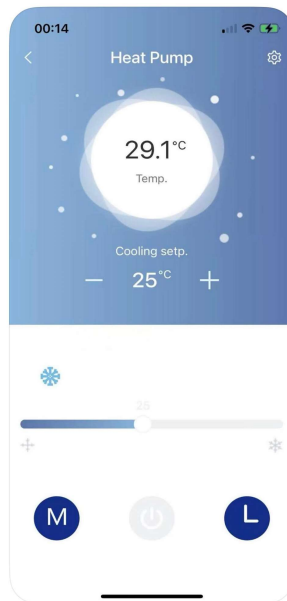 00:14
Heat Pump
29.1°C
Temp.
Cooling setp.
25°C
25
M